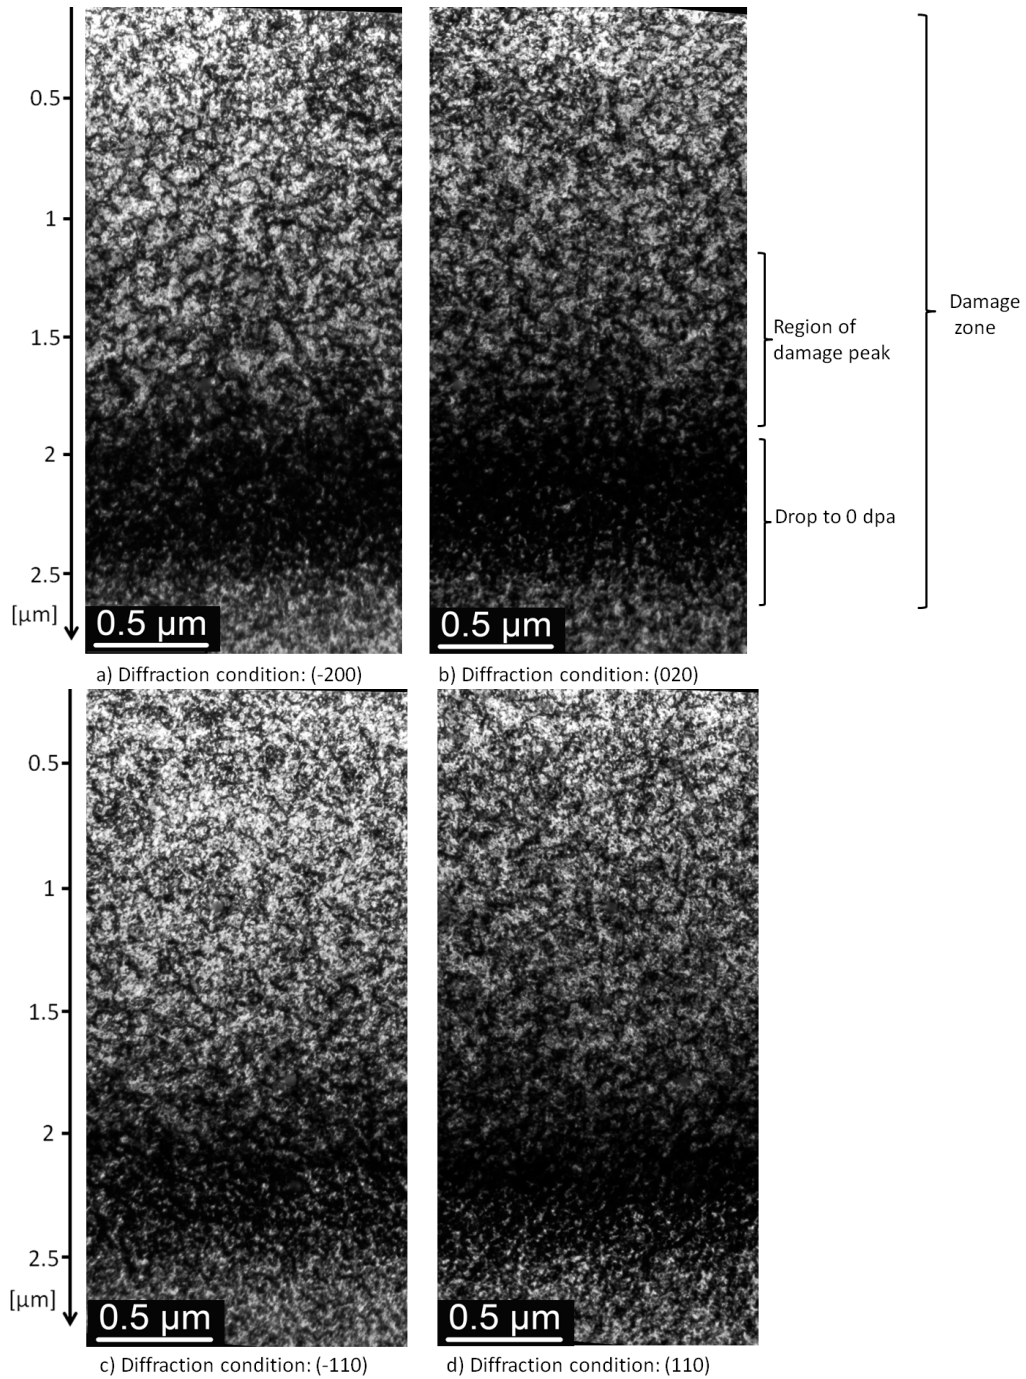 0.5
1
1.5
2
2.5
[μm]
0.5 μm
0.5 μm
Region of
damage peak
Drop to 0 dpa
Damage
zone
a) Diffraction condition: (-200)
b) Diffraction condition: (020)
0.5
1
1.5
2
2.5
[μm]
0.5 μm
0.5 μm
c) Diffraction condition: (-110)
d) Diffraction condition: (110)